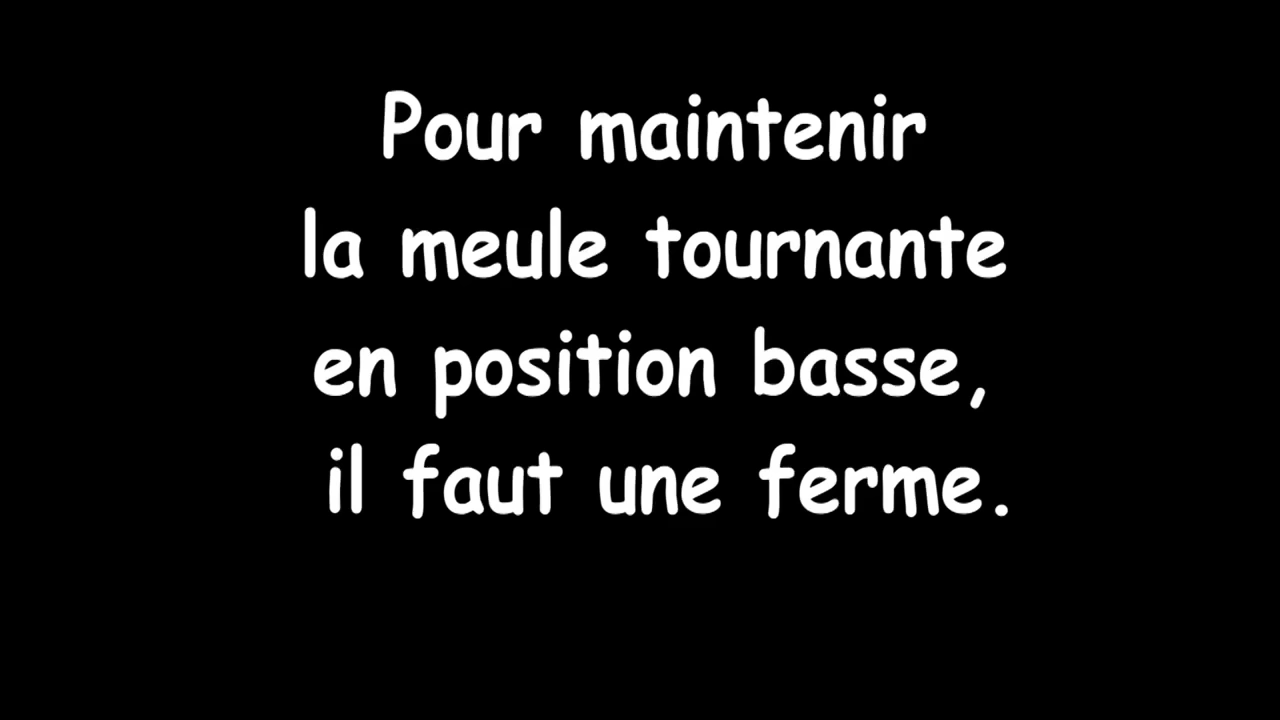 Pour maintenir
la meule tournante
en position basse,
il faut une ferme.